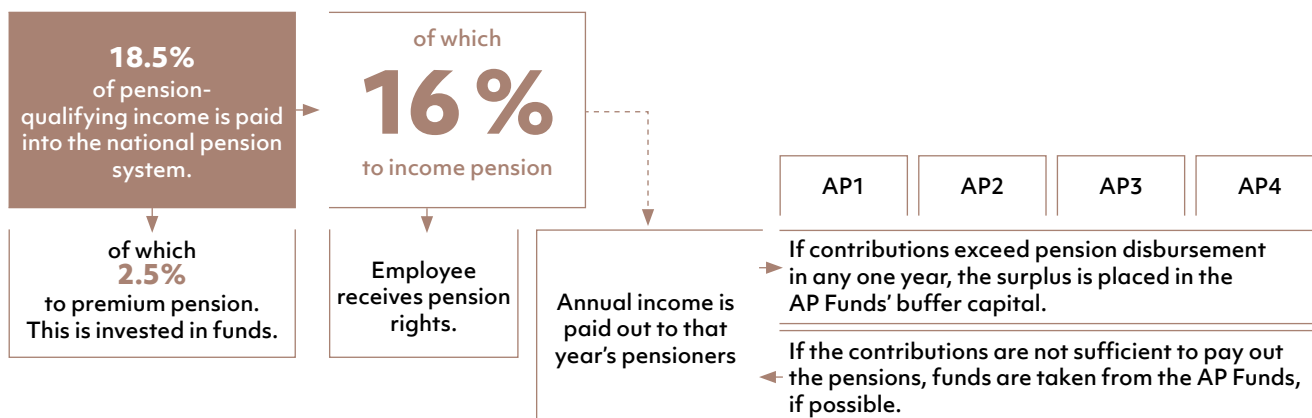 18.5%
of pension-
qualifying income is paid
into the national pension
system.
of which
16 %
to income pension
of which
2.5%
to premium pension.
This is invested in funds.
Employee
receives pension
rights.
Annual income is
paid out to that
year’s pensioners
AP1
AP2
AP3
AP4
If contributions exceed pension disbursement
in any one year, the surplus is placed in the
AP Funds’ buffer capital.
If the contributions are not sufficient to pay out
the pensions, funds are taken from the AP Funds,
if possible.